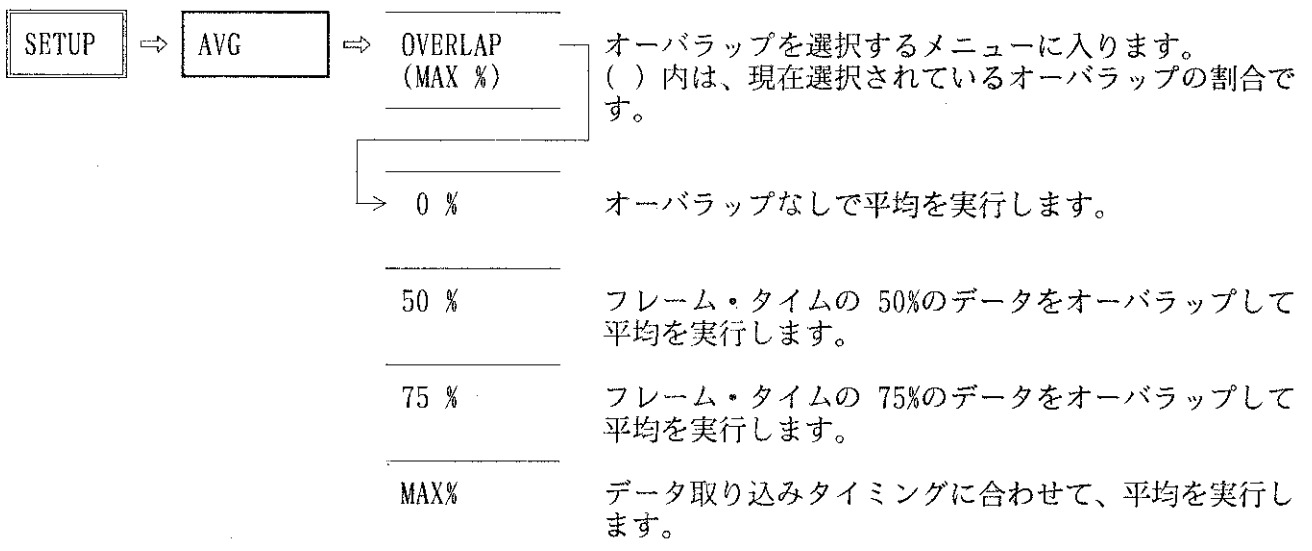 SETUP ⇨ AVG ⇨ OVERLAP オーバラップを選択するメニューに入ります。
(MAX %) ( ) 内は、現在選択されているオーバラップの割合で
す。
0 % オーバラップなしで平均を実行します。
50 % フレーム・タイムの 50%のデータをオーバラップして
平均を実行します。
75 % フレーム・タイムの 75%のデータをオーバラップして
平均を実行します。
MAX% データ取り込みタイミングに合わせて、平均を実行し
ます。